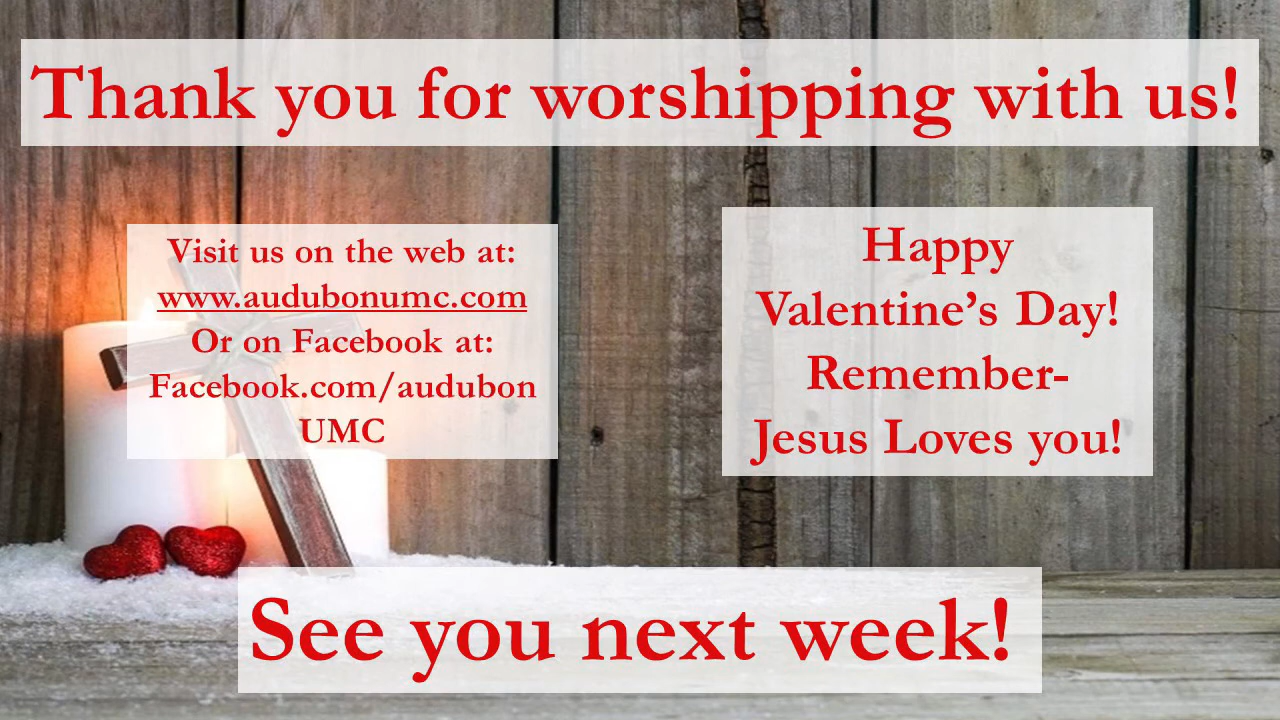 Thank you for worshipping with us!
Visit us on the web at:
www.audubonumc.com
Or on Facebook at:
Facebook.com/audubon
UMC
Happy
Valentine’s Day!
Remember-
Jesus Loves you!
See you next week!